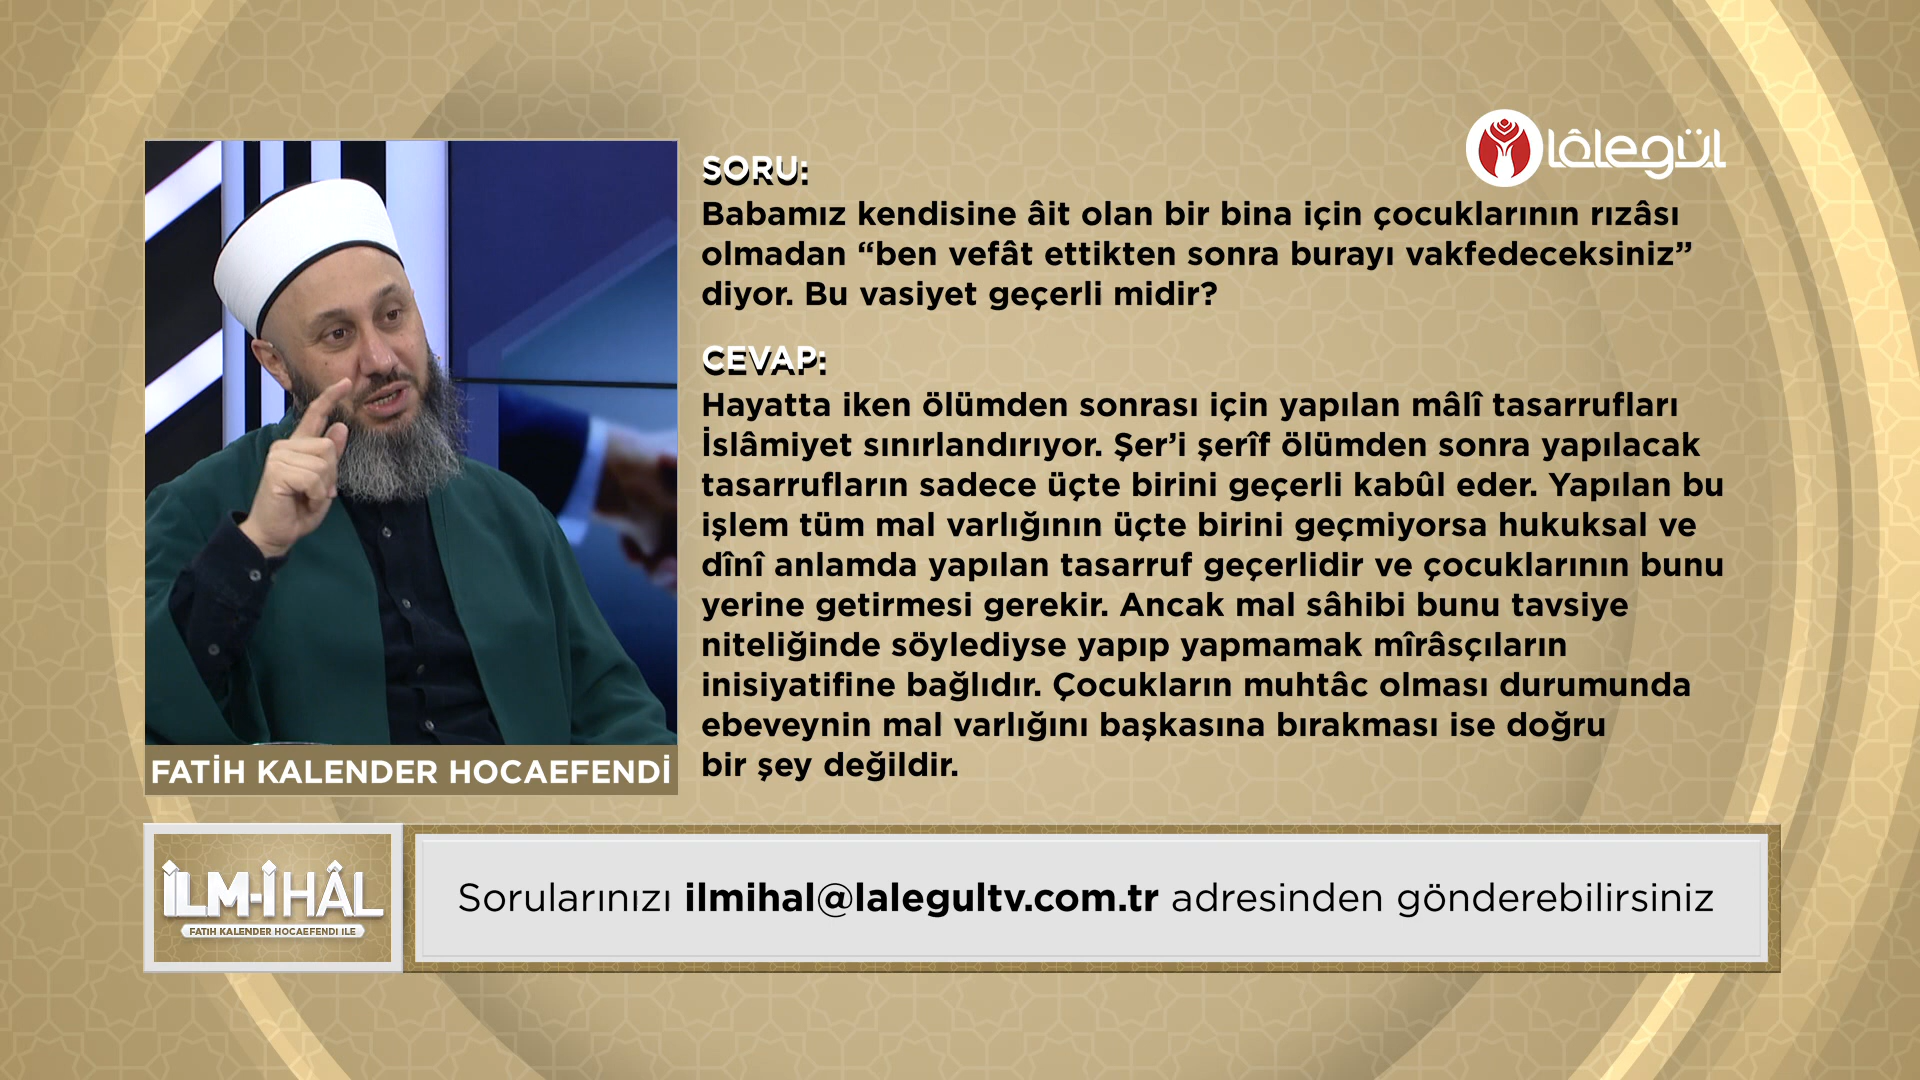 lâlegül
SORU:
Babamız kendisine âit olan bir bina için çocuklarının rızâsı
olmadan “ben vefât ettikten sonra burayı vakfedeceksiniz”
diyor. Bu vasiyet geçerli midir?
CEVAP:
Hayatta iken ölümden sonrası için yapılan mâlî tasarrufları
İslâmiyet sınırlandırıyor. Şer’i şerîf ölümden sonra yapılacak
tasarrufların sadece üçte birini geçerli kabûl eder. Yapılan bu
işlem tüm mal varlığının üçte birini geçmiyorsa hukuksal ve
dînî anlamda yapılan tasarruf geçerlidir ve çocuklarının bunu
yerine getirmesi gerekir. Ancak mal sâhibi bunu tavsiye
niteliğinde söylediyse yapıp yapmamak mîrâsçıların
inisiyatifine bağlıdır. Çocukların muhtâc olması durumunda
ebeveynin mal varlığını başkasına bırakması ise doğru
bir şey değildir.
FATİH KALENDER HOCAEFENDİ
İLM-İHÂL
FATİH KALENDER HOCAEFENDİ İLE
Sorularınızı ilmihal@lalegultv.com.tr adresinden gönderebilirsiniz